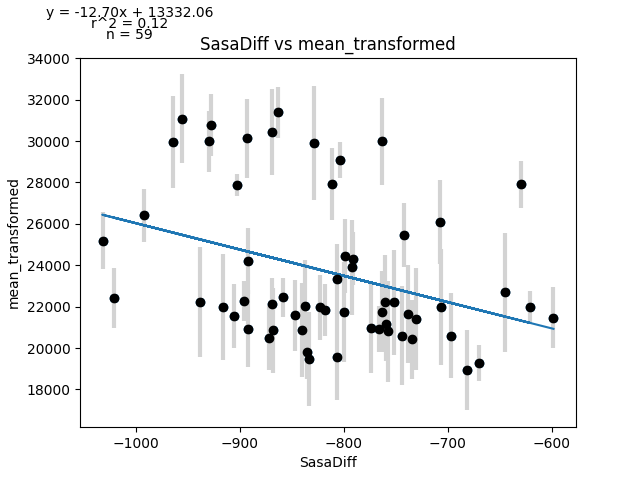 y = -12.70x + 13332.06
r^2 = 0.12
n = 59
SasaDiff vs mean_transformed
34000
32000
30000
28000
26000
24000
22000
20000
18000
mean_transformed
−1000
−900
−800
−700
−600
SasaDiff